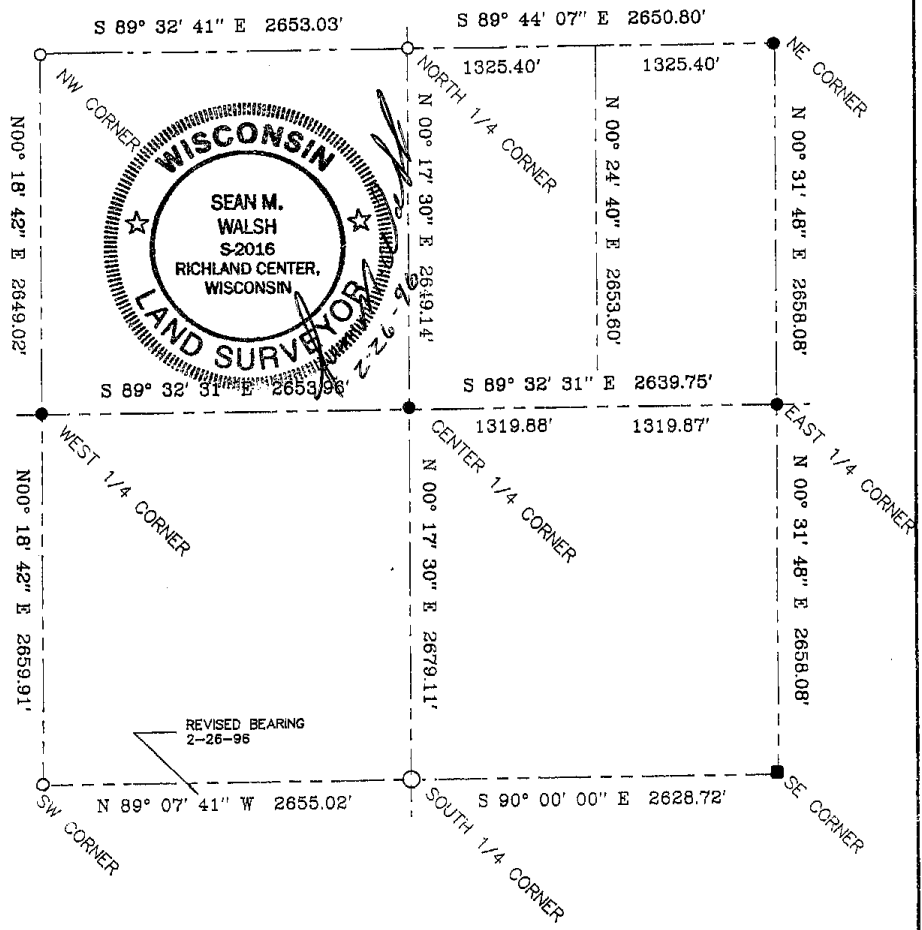 S 89° 32' 41" E 2653.03'
S 89° 44' 07" E 2650.80'
1325.40'
1325.40'
NW CORNER
NORTH 1/4 CORNER
NE CORNER
N00° 18' 42" E 2649.02'
WISCONSIN
SEAN M.
WALSH
S-2016
RICHLAND CENTER,
WISCONSIN
LAND SURVEYOR
2-26-96
N 00° 17' 30" E 2649.14'
N 00° 24' 40" E 2653.60'
N 00° 31' 48" E 2658.08'
S 89° 32' 31" E 2653.96'
S 89° 32' 31" E 2639.75'
1319.88'
1319.87'
WEST 1/4 CORNER
CENTER 1/4 CORNER
EAST 1/4 CORNER
N00° 18' 42" E 2659.91'
N 00° 17' 30" E 2679.11'
N 00° 31' 48" E 2658.08'
REVISED BEARING
2-26-96
N 89° 07' 41" W 2655.02'
S 90° 00' 00" E 2628.72'
SW CORNER
SOUTH 1/4 CORNER
SE CORNER